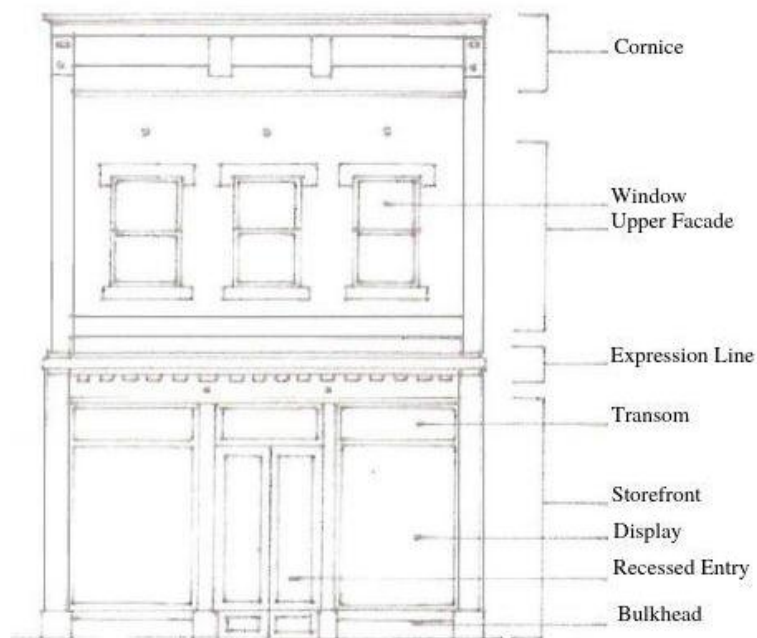 Cornice
Window
Upper Facade
Expression Line
Transom
Storefront
Display
Recessed Entry
Bulkhead